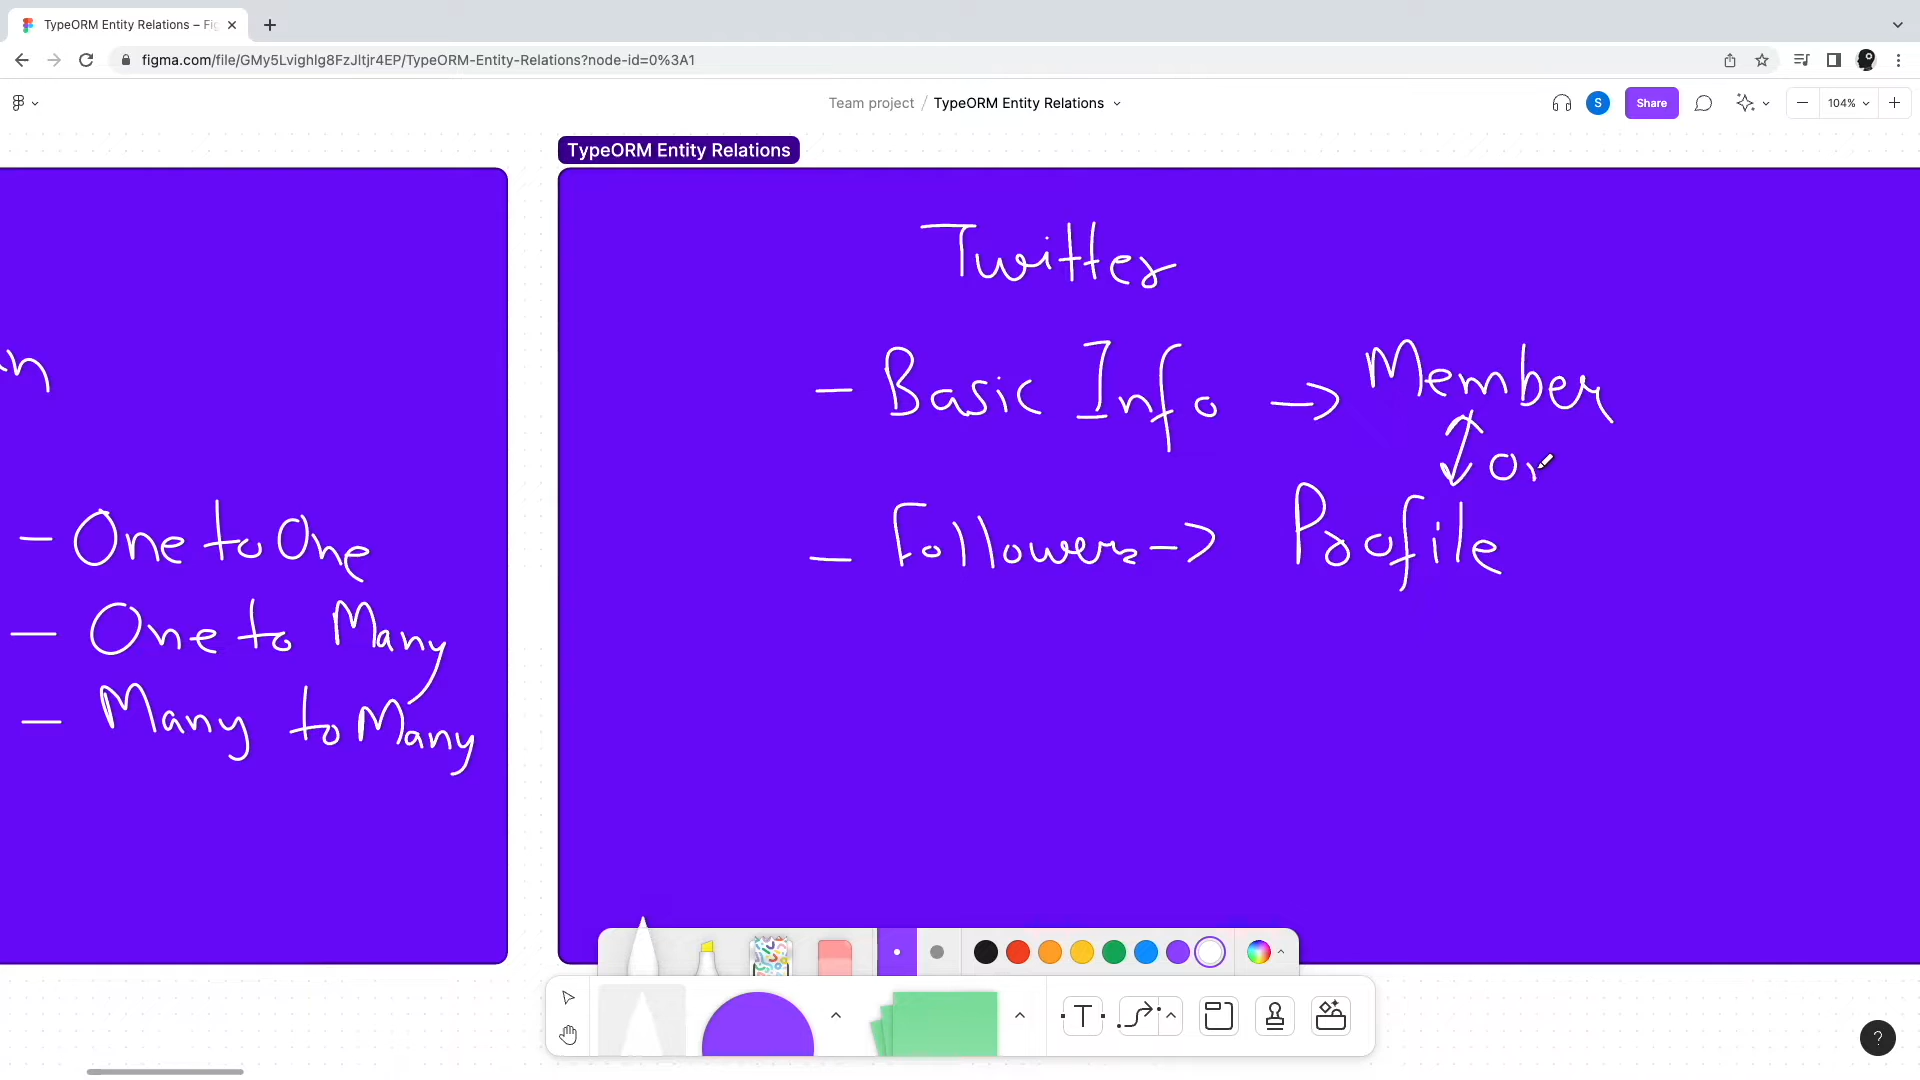 TypeORM Entity Relations – Fig
figma.com/file/GMy5Lvighlg8FzJltjr4EP/TypeORM-Entity-Relations?node-id=0%3A1
Team project / TypeORM Entity Relations
S
Share
104%
TypeORM Entity Relations
Twitter
- Basic Info -> Member
On
- Followers -> Profile
- One to One
- One to Many
- Many to Many
T
?